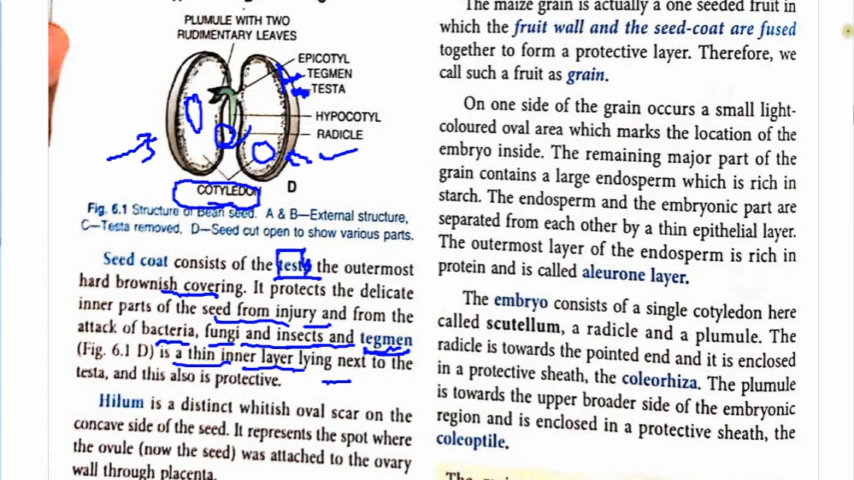 PLUMULE WITH TWO
RUDIMENTARY LEAVES
EPICOTYL
TEGMEN
TESTA
HYPOCOTYL
RADICLE
COTYLEDON
D
Fig. 6.1 Structure of Bean seed. A & B—External structure,
C—Testa removed, D—Seed cut open to show various parts.
Seed coat consists of the testa the outermost
hard brownish covering. It protects the delicate
inner parts of the seed from injury and from the
attack of bacteria, fungi and insects and tegmen
(Fig. 6.1 D) is a thin inner layer lying next to the
testa, and this also is protective.
Hilum is a distinct whitish oval scar on the
concave side of the seed. It represents the spot where
the ovule (now the seed) was attached to the ovary
wall through placenta.
The maize grain is actually a one seeded fruit in
which the fruit wall and the seed-coat are fused
together to form a protective layer. Therefore, we
call such a fruit as grain.
On one side of the grain occurs a small light-
coloured oval area which marks the location of the
embryo inside. The remaining major part of the
grain contains a large endosperm which is rich in
starch. The endosperm and the embryonic part are
separated from each other by a thin epithelial layer.
The outermost layer of the endosperm is rich in
protein and is called aleurone layer.
The embryo consists of a single cotyledon here
called scutellum, a radicle and a plumule. The
radicle is towards the pointed end and it is enclosed
in a protective sheath, the coleorhiza. The plumule
is towards the upper broader side of the embryonic
region and is enclosed in a protective sheath, the
coleoptile.